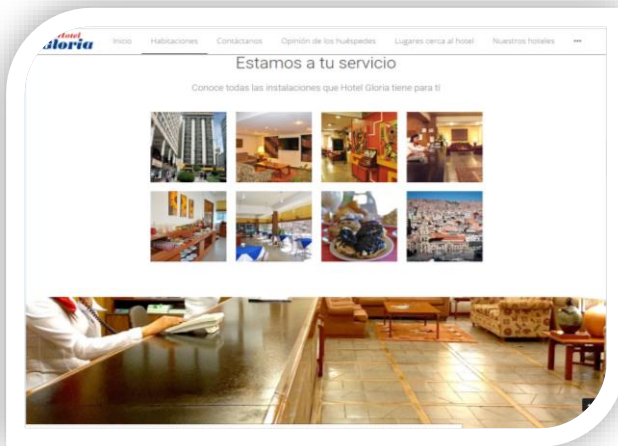 Hotel
Gloria
Inicio Habitaciones Contáctanos Opinión de los huéspedes Lugares cerca al hotel Nuestros hoteles •••
Estamos a tu servicio
Conoce todas las instalaciones que Hotel Gloria tiene para ti